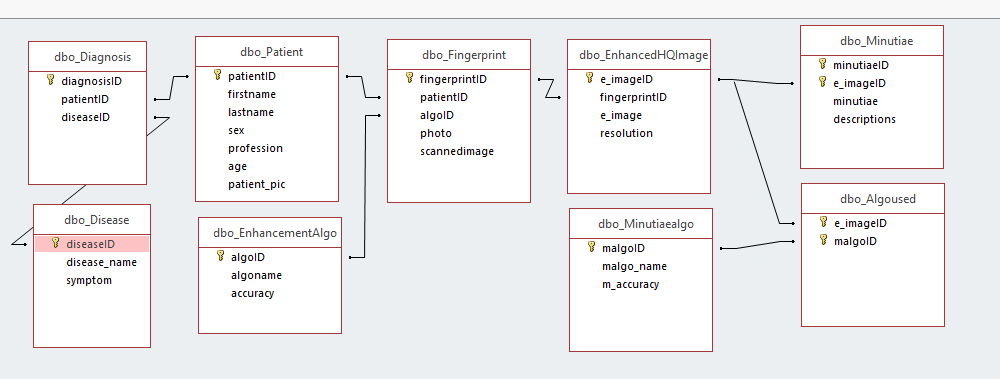 dbo_Diagnosis
diagnosisID
patientID
diseaseID
dbo_Patient
patientID
firstname
lastname
sex
profession
age
patient_pic
dbo_Fingerprint
fingerprintID
patientID
algoID
photo
scannedimage
dbo_EnhancedHQImage
e_imageID
fingerprintID
e_image
resolution
dbo_Minutiae
minutiaeID
e_imageID
minutiae
descriptions
dbo_Disease
diseaseID
disease_name
symptom
dbo_EnhancementAlgo
algoID
algoname
accuracy
dbo_Minutiaealgo
malgoID
malgo_name
m_accuracy
dbo_Algoused
e_imageID
malgoID